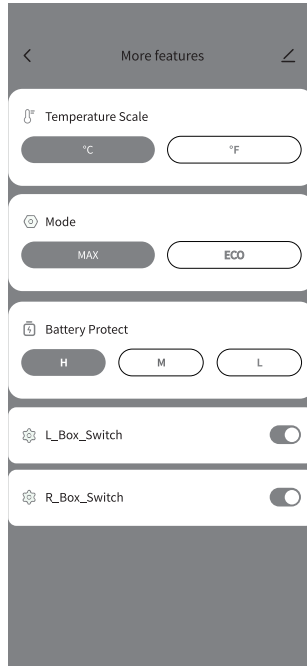 More features
Temperature Scale
°C °F
Mode
MAX ECO
Battery Protect
H M L
L_Box_Switch
R_Box_Switch